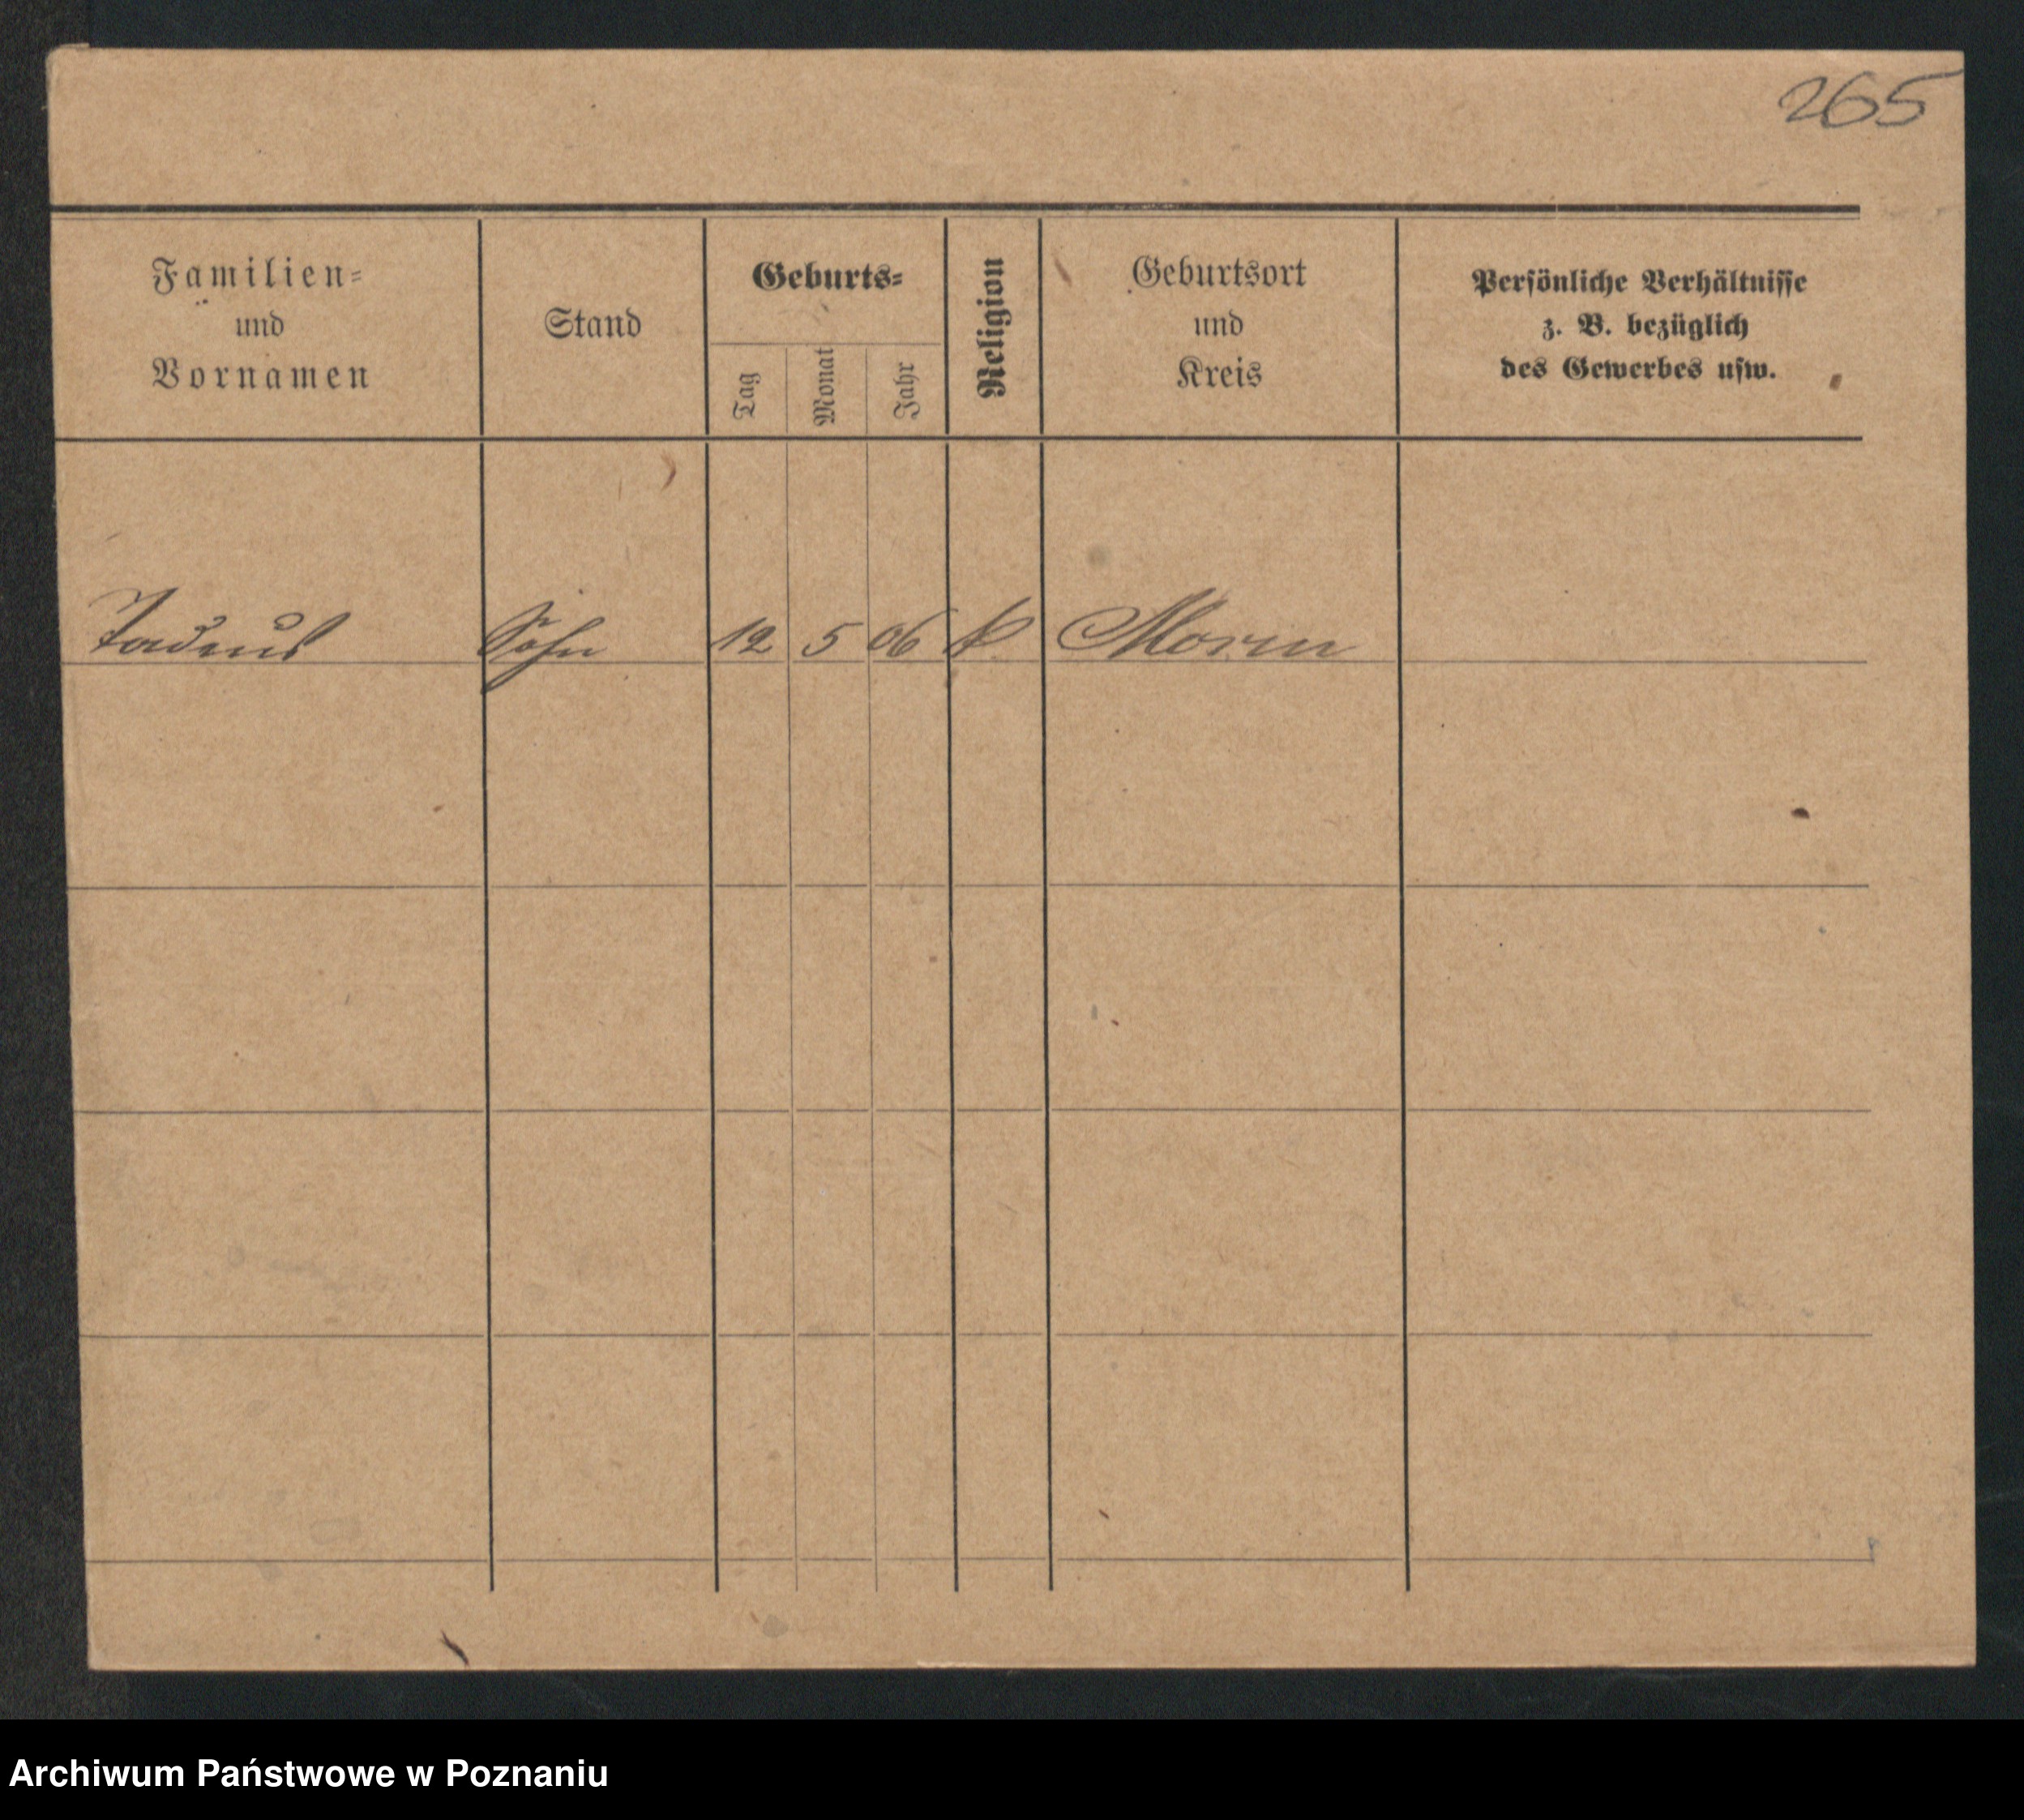 265
Familien=
und
Vornamen
Stand
Geburts=
Tag
Monat
Jahr
Religion
Geburtsort
und
Kreis
Persönliche Verhältnisse
z. B. bezüglich
des Gewerbes usw.
Tadeus Sohn 12 5 06 k
Archiwum Państwowe w Poznaniu